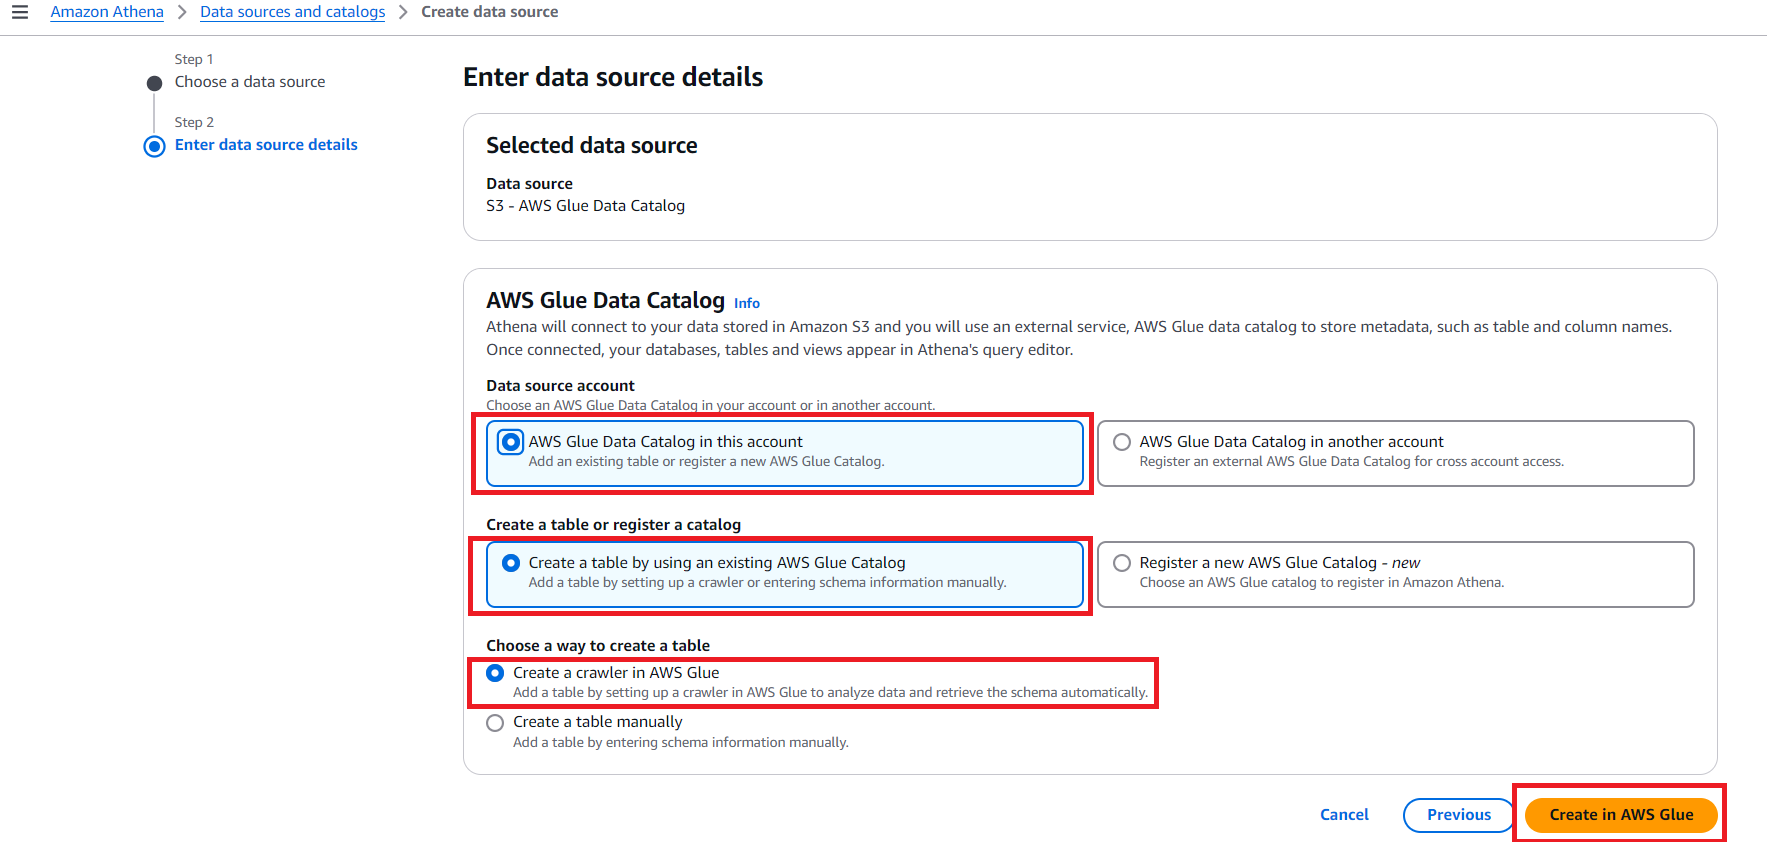 Amazon Athena > Data sources and catalogs > Create data source
Step 1
Choose a data source
Step 2
Enter data source details
Enter data source details
Selected data source
Data source
S3 - AWS Glue Data Catalog
AWS Glue Data Catalog Info
Athena will connect to your data stored in Amazon S3 and you will use an external service, AWS Glue data catalog to store metadata, such as table and column names.
Once connected, your databases, tables and views appear in Athena's query editor.
Data source account
Choose an AWS Glue Data Catalog in your account or in another account.
AWS Glue Data Catalog in this account
Add an existing table or register a new AWS Glue Catalog.
AWS Glue Data Catalog in another account
Register an external AWS Glue Data Catalog for cross account access.
Create a table or register a catalog
Create a table by using an existing AWS Glue Catalog
Add a table by setting up a crawler or entering schema information manually.
Register a new AWS Glue Catalog - new
Choose an AWS Glue catalog to register in Amazon Athena.
Choose a way to create a table
Create a crawler in AWS Glue
Add a table by setting up a crawler in AWS Glue to analyze data and retrieve the schema automatically.
Create a table manually
Add a table by entering schema information manually.
Cancel
Previous
Create in AWS Glue